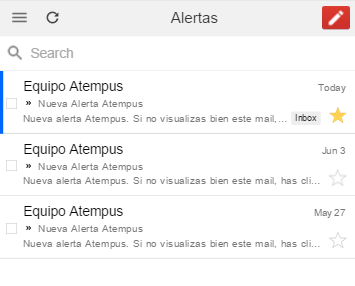 Alertas
Search
Equipo Atempus Today
» Nueva Alerta Atempus
Nueva alerta Atempus. Si no visualizas bien este mail,... Inbox
Equipo Atempus Jun 3
» Nueva Alerta Atempus
Nueva alerta Atempus. Si no visualizas bien este mail, has cli...
Equipo Atempus May 27
» Nueva Alerta Atempus
Nueva alerta Atempus. Si no visualizas bien este mail, has cli...